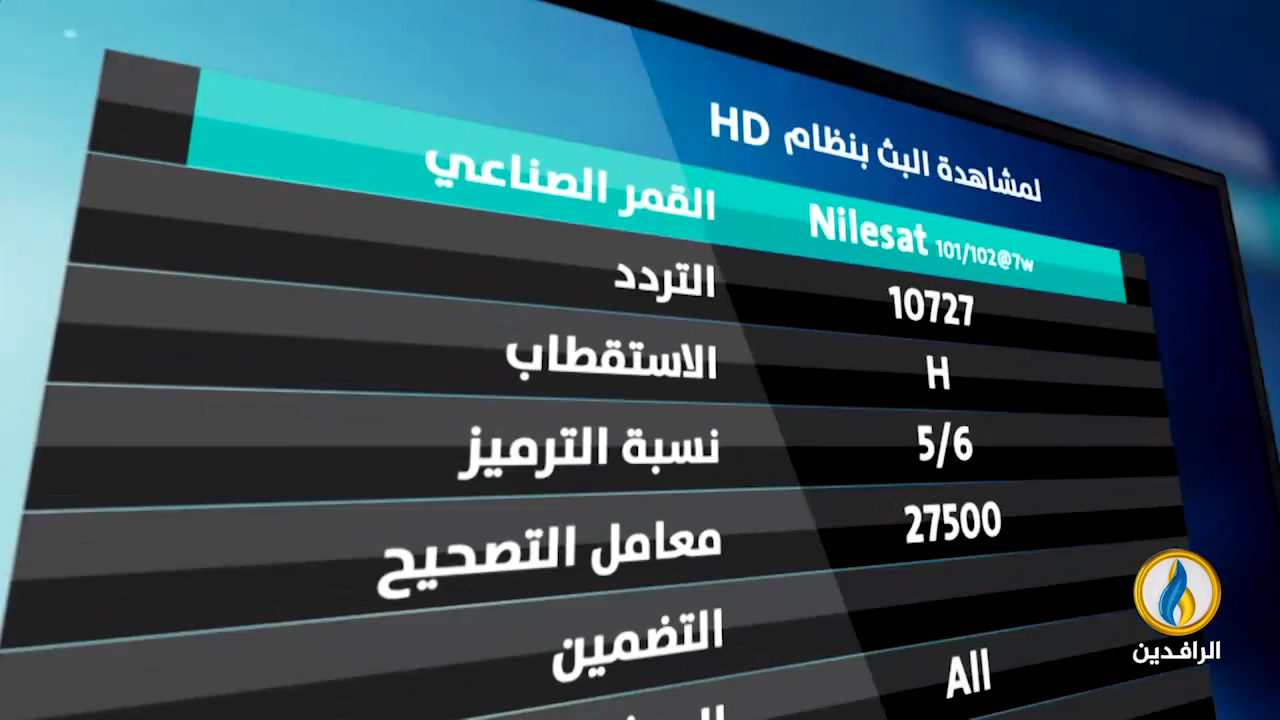 لمشاهدة البث بنظام HD
القمر الصناعي Nilesat 101/102@7w
التردد 10727
الاستقطاب H
نسبة الترميز 5/6
معامل التصحيح 27500
التضمين All
الرافدين